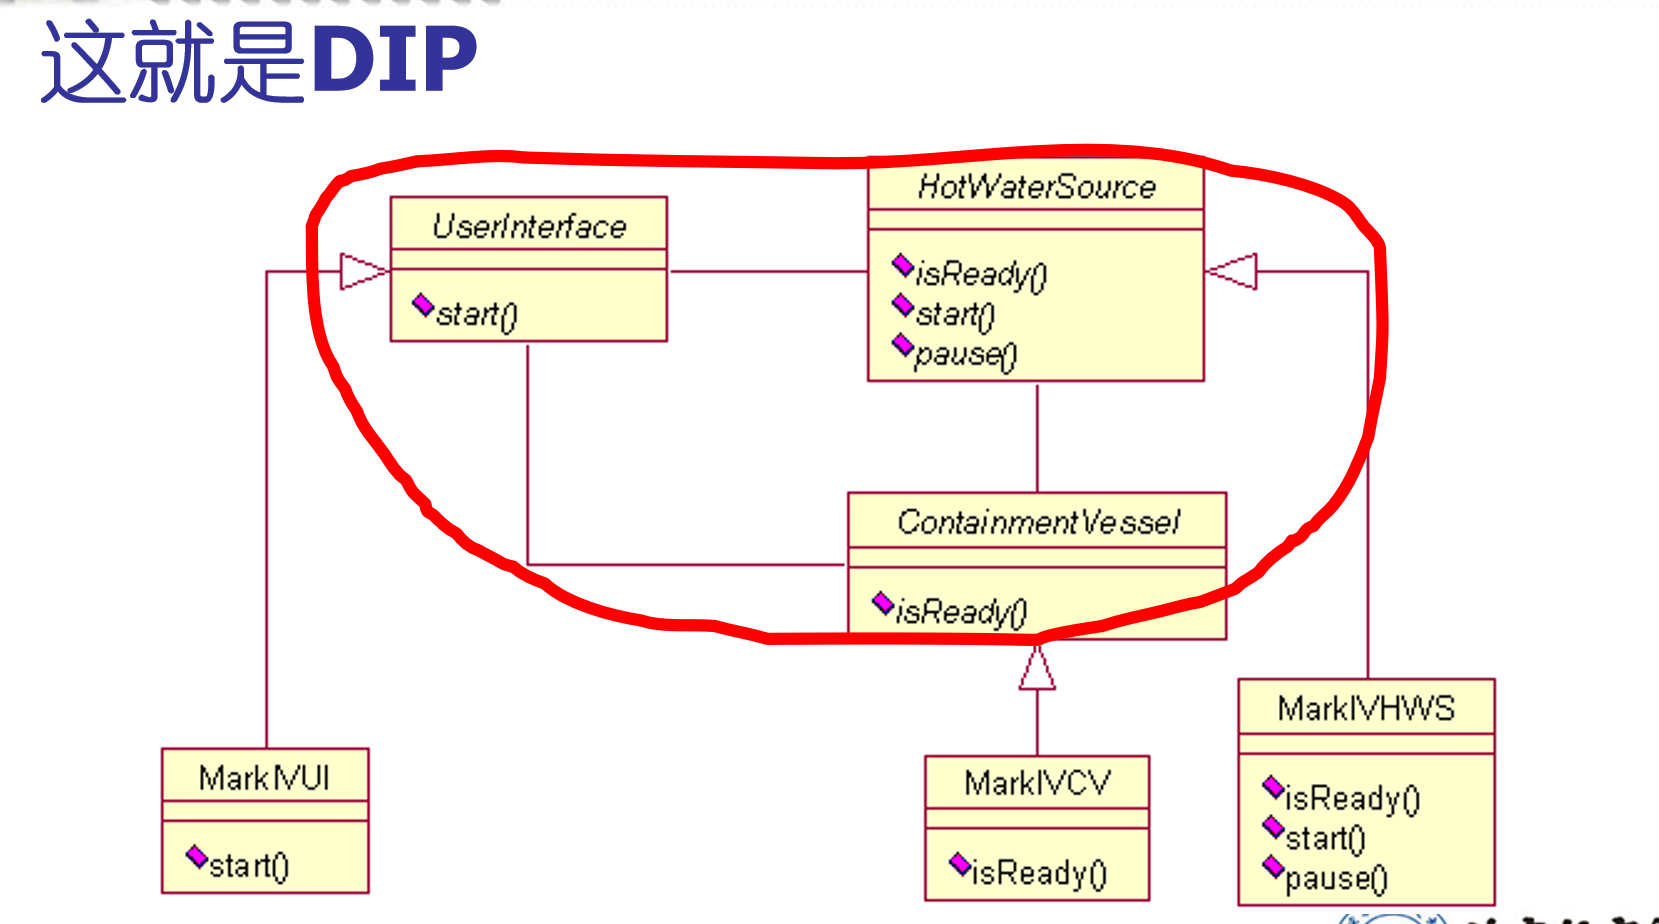 这就是DIP
UserInterface
start()
HotWaterSource
isReady()
start()
pause()
ContainmentVessel
isReady()
MarkIVUI
start()
MarkIVCV
isReady()
MarkIVHWS
isReady()
start()
pause()